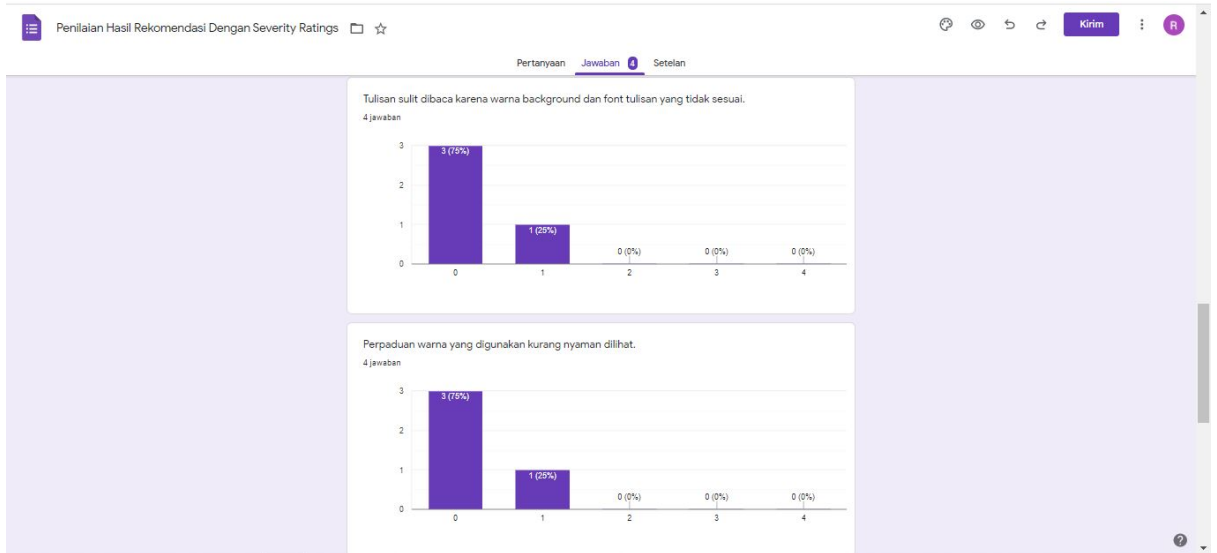 Penilaian Hasil Rekomendasi Dengan Severity Ratings
Kirim
R
Pertanyaan Jawaban 4 Setelan
Tulisan sulit dibaca karena warna background dan font tulisan yang tidak sesuai.
4 jawaban
3
2
1
0
3 (75%)
1 (25%)
0 (0%)
0 (0%)
0 (0%)
0 1 2 3 4
Perpaduan warna yang digunakan kurang nyaman dilihat.
4 jawaban
3
2
1
0
3 (75%)
1 (25%)
0 (0%)
0 (0%)
0 (0%)
0 1 2 3 4